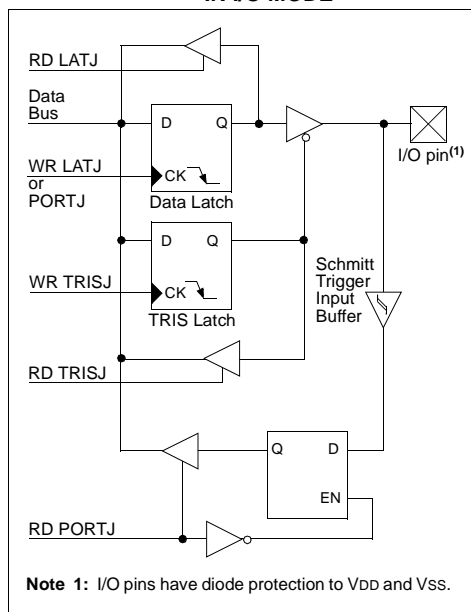 IN I/O MODE
RD LATJ
Data
Bus
D Q
I/O pin(1)
WR LATJ
or
PORTJ
CK
Data Latch
D Q
Schmitt
Trigger
Input
Buffer
WR TRISJ
CK
TRIS Latch
RD TRISJ
Q D
EN
RD PORTJ
Note 1: I/O pins have diode protection to VDD and VSS.